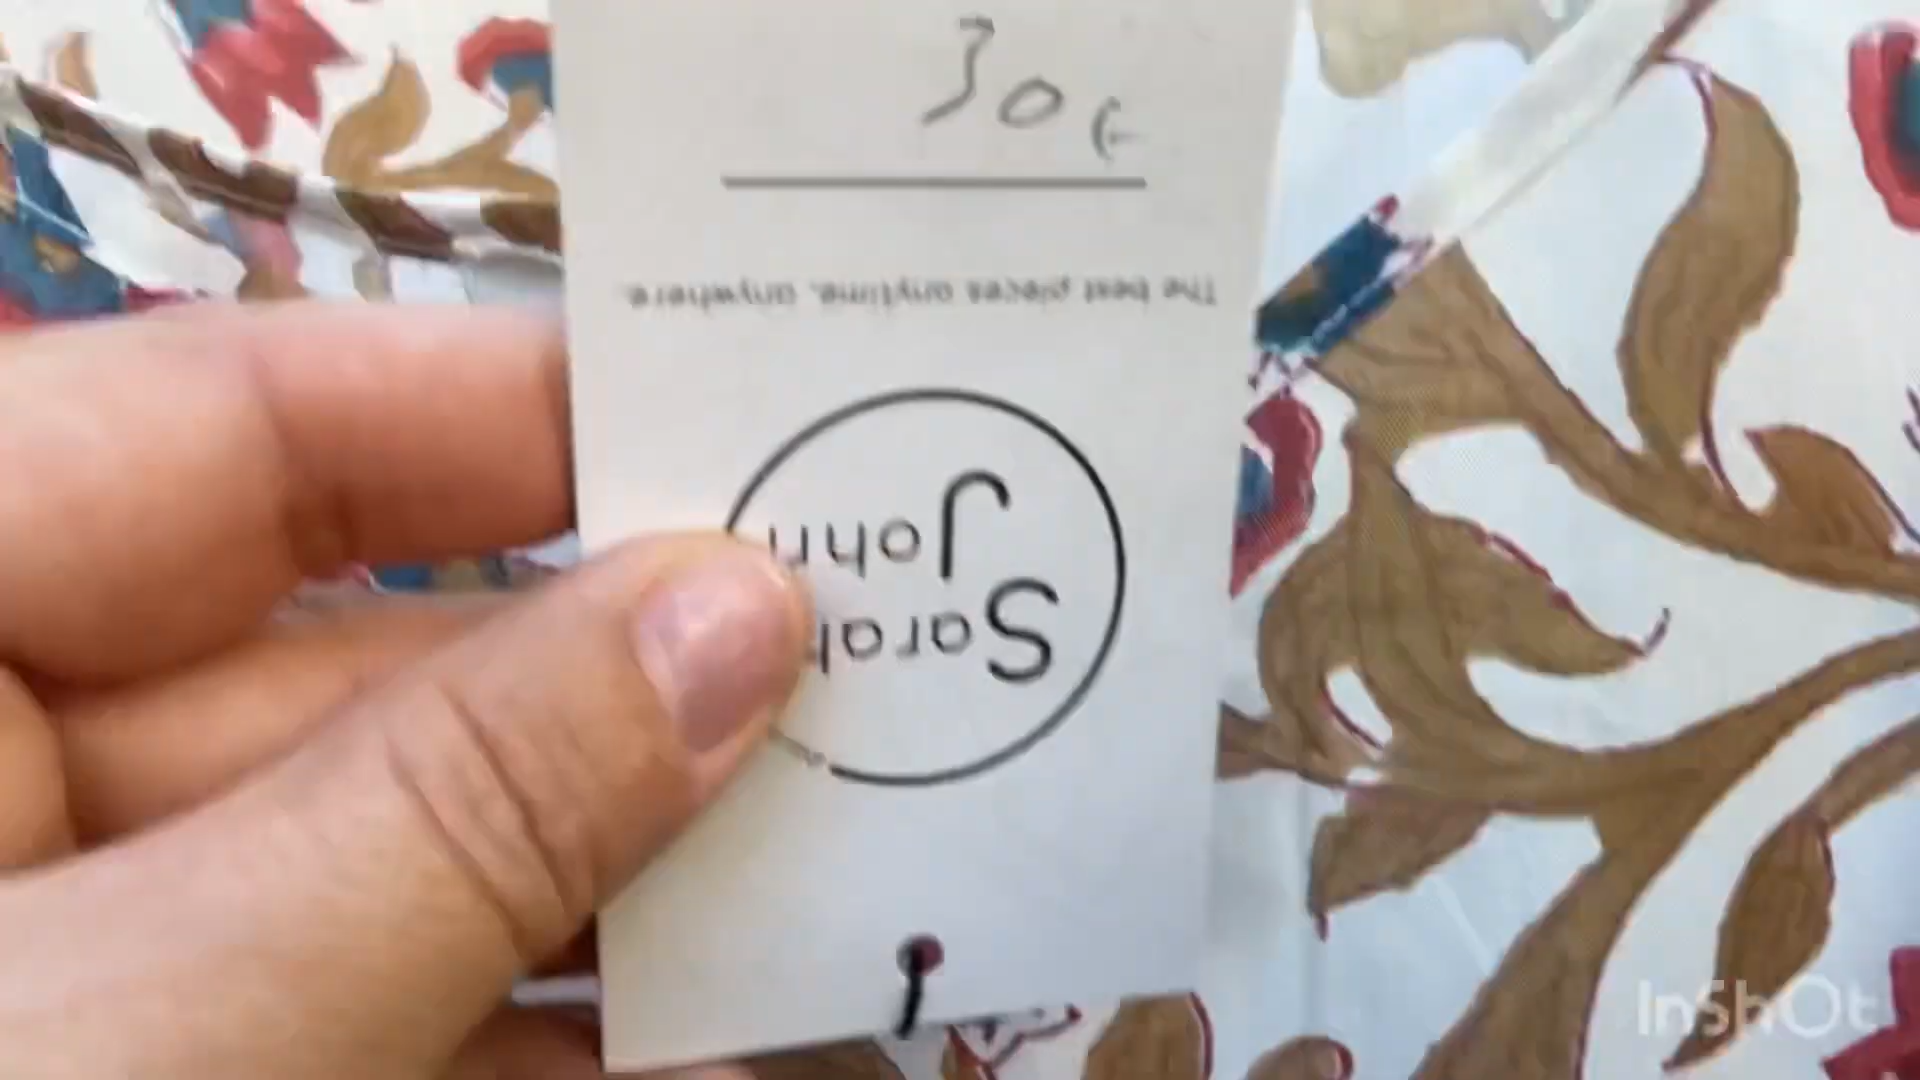 Sarah
John
The best pieces anytime, anywhere.
30€
InShOt